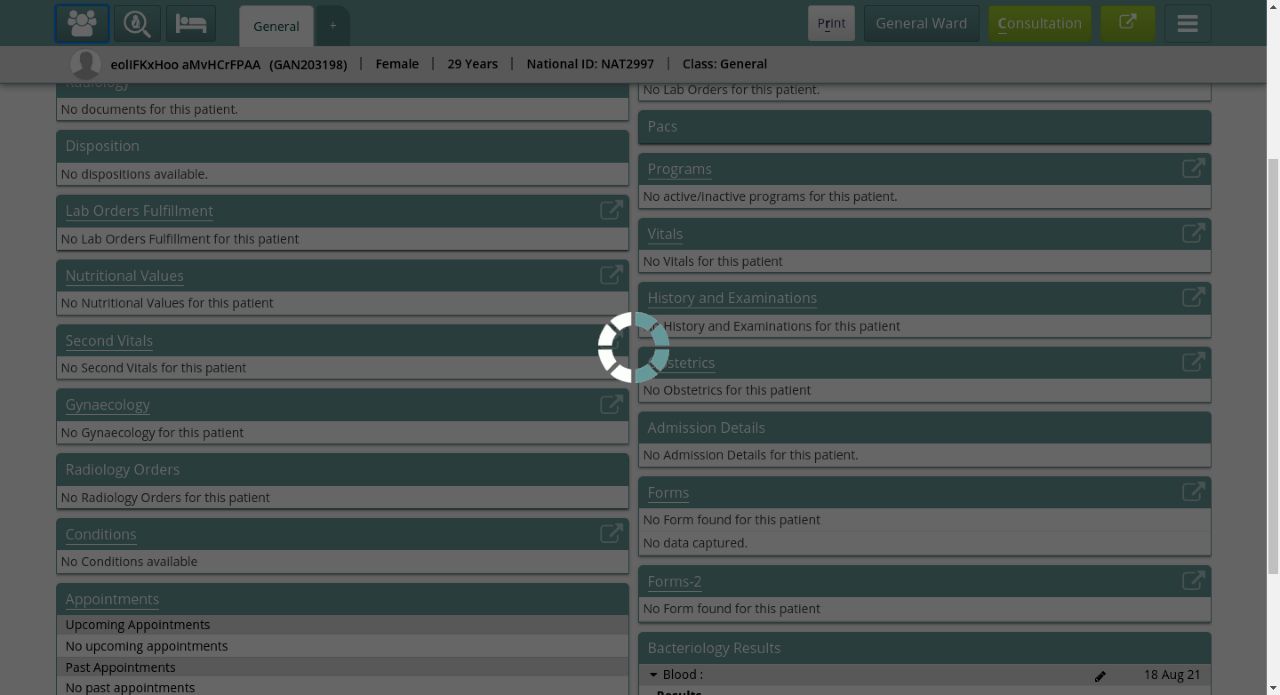 General
+
Print
General Ward
Consultation
eolIFKxHoo aMvHCrFPAA (GAN203198) | Female | 29 Years | National ID: NAT2997 | Class: General
Radiology
No documents for this patient.
Disposition
No dispositions available.
Lab Orders Fulfillment
No Lab Orders Fulfillment for this patient
Nutritional Values
No Nutritional Values for this patient
Second Vitals
No Second Vitals for this patient
Gynaecology
No Gynaecology for this patient
Radiology Orders
No Radiology Orders for this patient
Conditions
No Conditions available
Appointments
Upcoming Appointments
No upcoming appointments
Past Appointments
No past appointments
No Lab Orders for this patient.
Pacs
Programs
No active/inactive programs for this patient.
Vitals
No Vitals for this patient
History and Examinations
History and Examinations for this patient
stetrics
No Obstetrics for this patient
Admission Details
No Admission Details for this patient.
Forms
No Form found for this patient
No data captured.
Forms-2
No Form found for this patient
Bacteriology Results
Blood :
18 Aug 21
Results